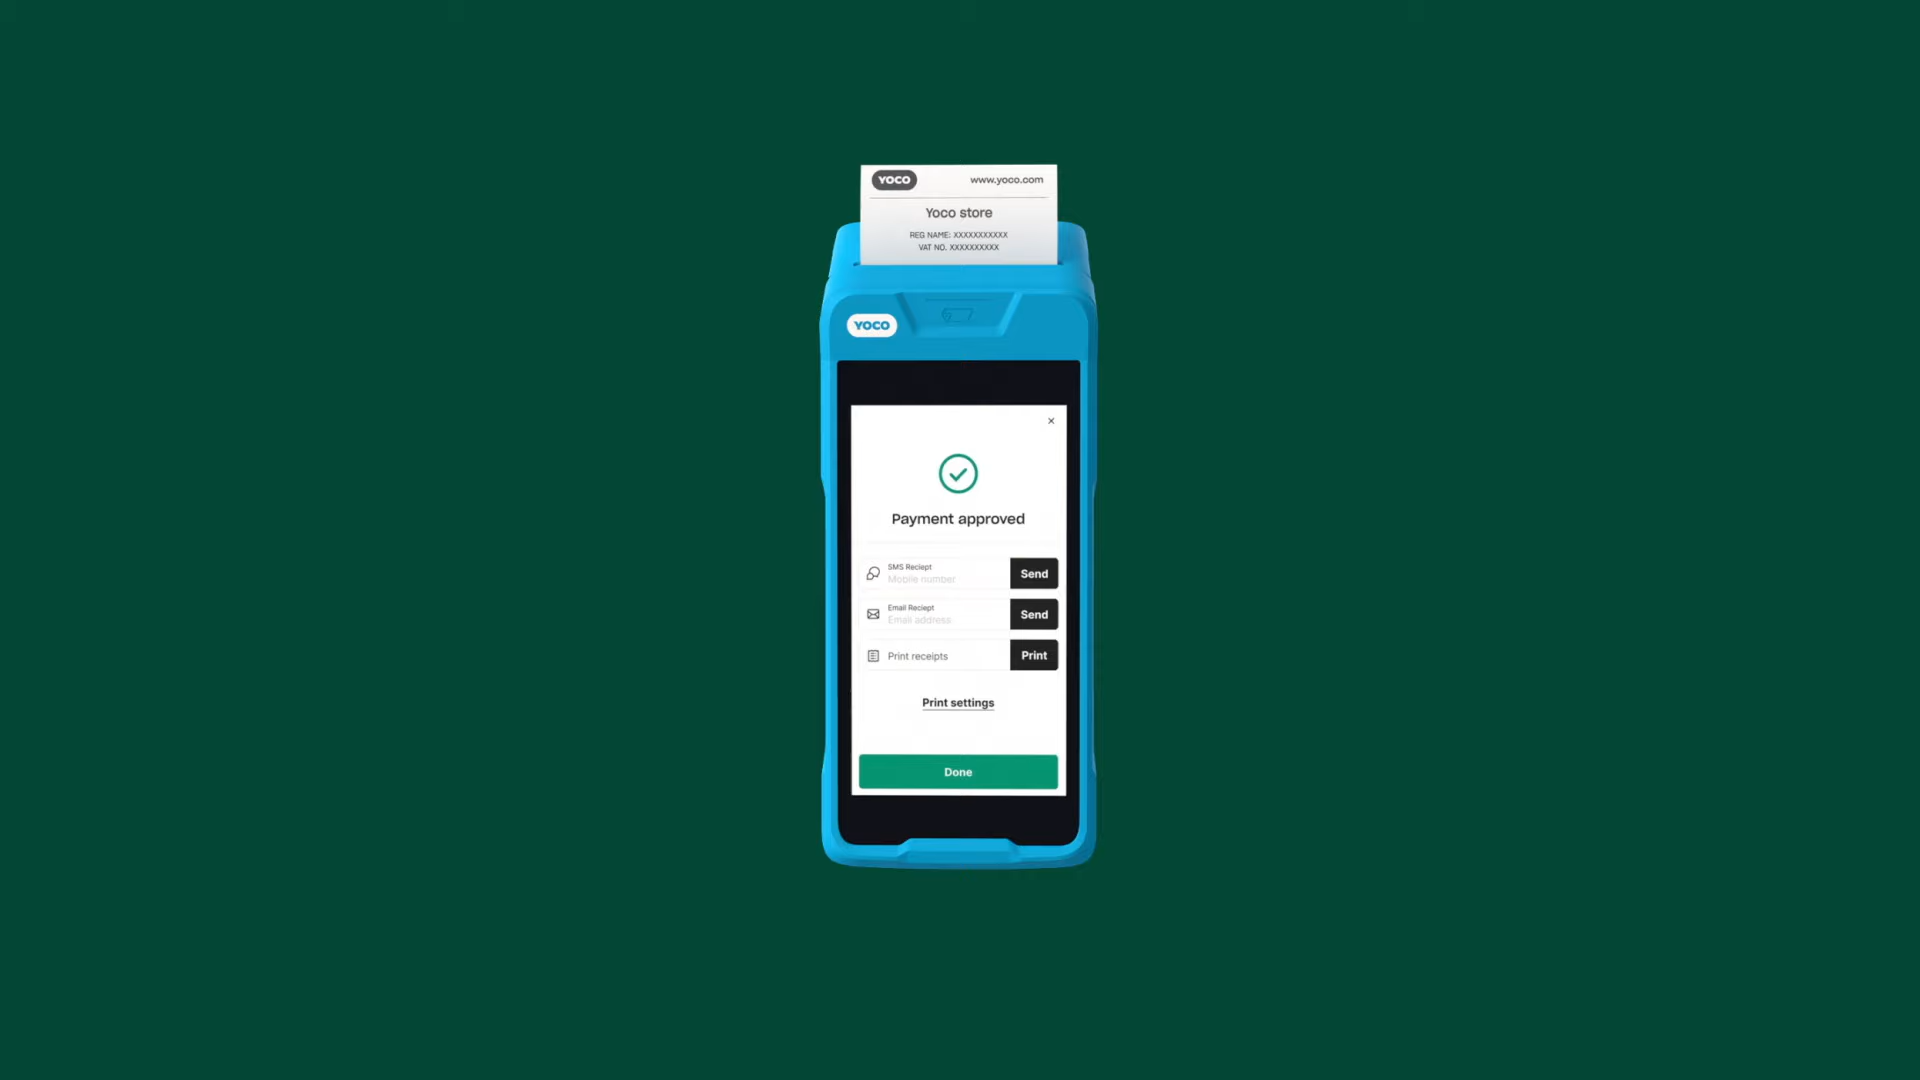 YOCO www.yoco.com
Yoco store
REG NAME: XXXXXXXXXXX
VAT NO. XXXXXXXXXX
YOCO
Payment approved
SMS Reciept
Mobile number
Send
Email Reciept
Email address
Send
Print receipts
Print
Print settings
Done